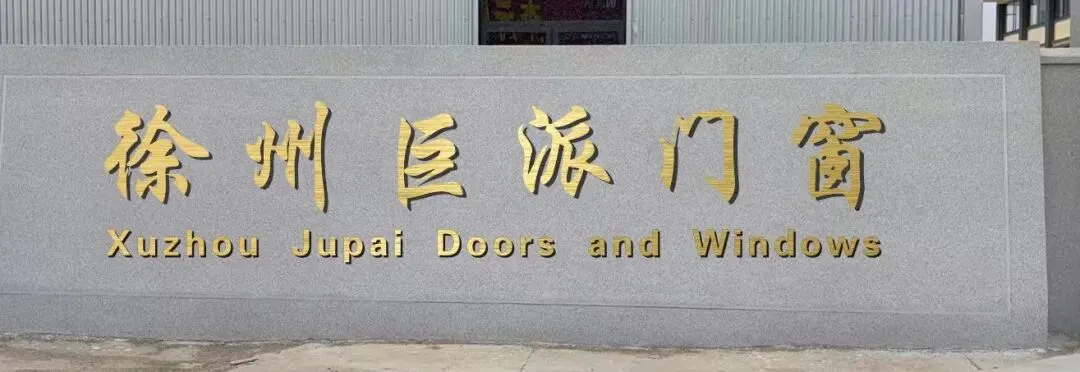 徐州巨派门窗
Xuzhou Jupai Doors and Windows